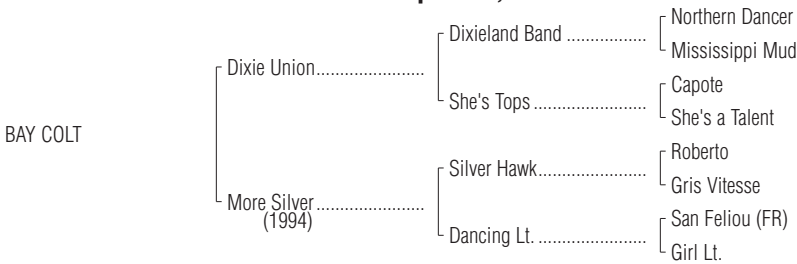 Northern Dancer
Dixieland Band ..................
Mississippi Mud
Dixie Union........................
Capote
She's Tops .........................
She's a Talent
BAY COLT
Roberto
Silver Hawk........................
Gris Vitesse
More Silver........................
(1994)
San Feliou (FR)
Dancing Lt. ........................
Girl Lt.